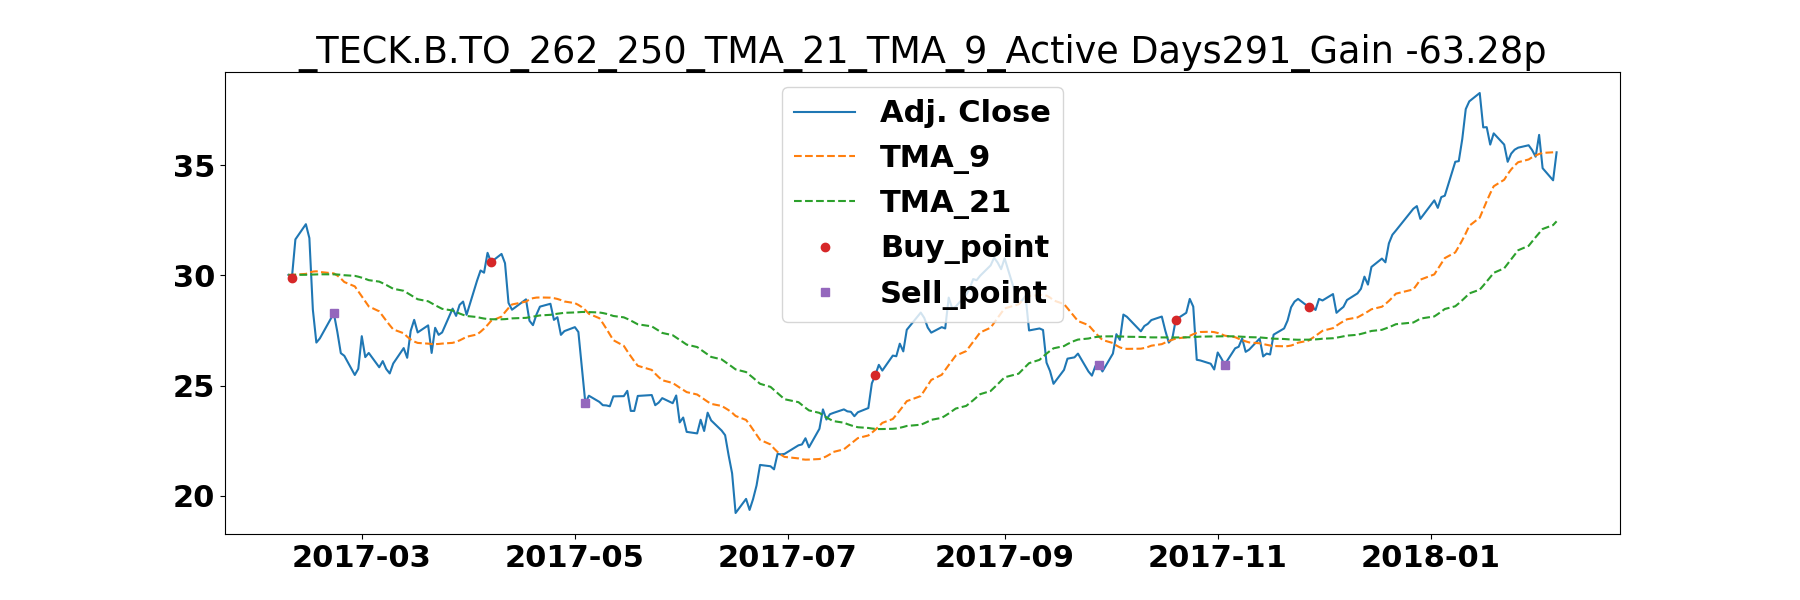 _TECK.B.TO_262_250_TMA_21_TMA_9_Active Days291_Gain -63.28p
Adj. Close
TMA_9
TMA_21
Buy_point
Sell_point
35
30
25
20
2017-03 2017-05 2017-07 2017-09 2017-11 2018-01